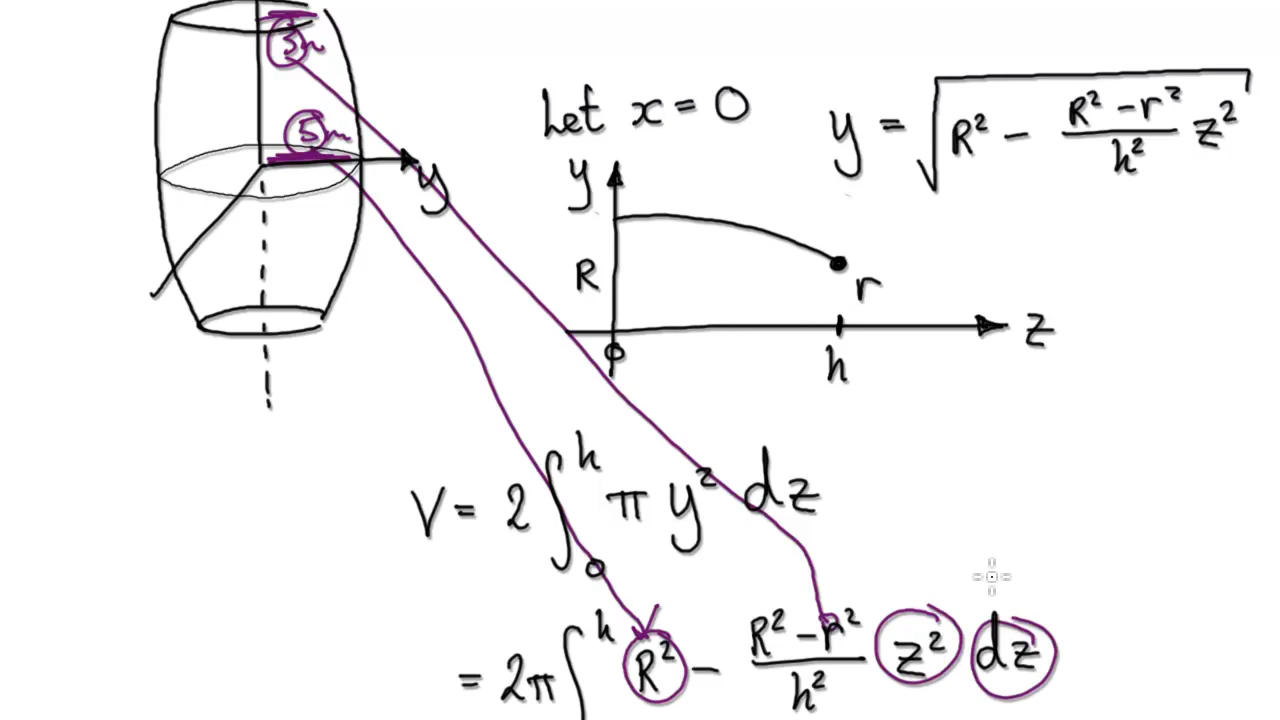 3m
5m
y
Let x = 0
y = √(R² − (R² − r²)/h² z²)
y
R
r
0
h
z
V = 2 ∫₀ʰ π y² dz
= 2π ∫ʰ R² − (R² − r²)/h² z² dz